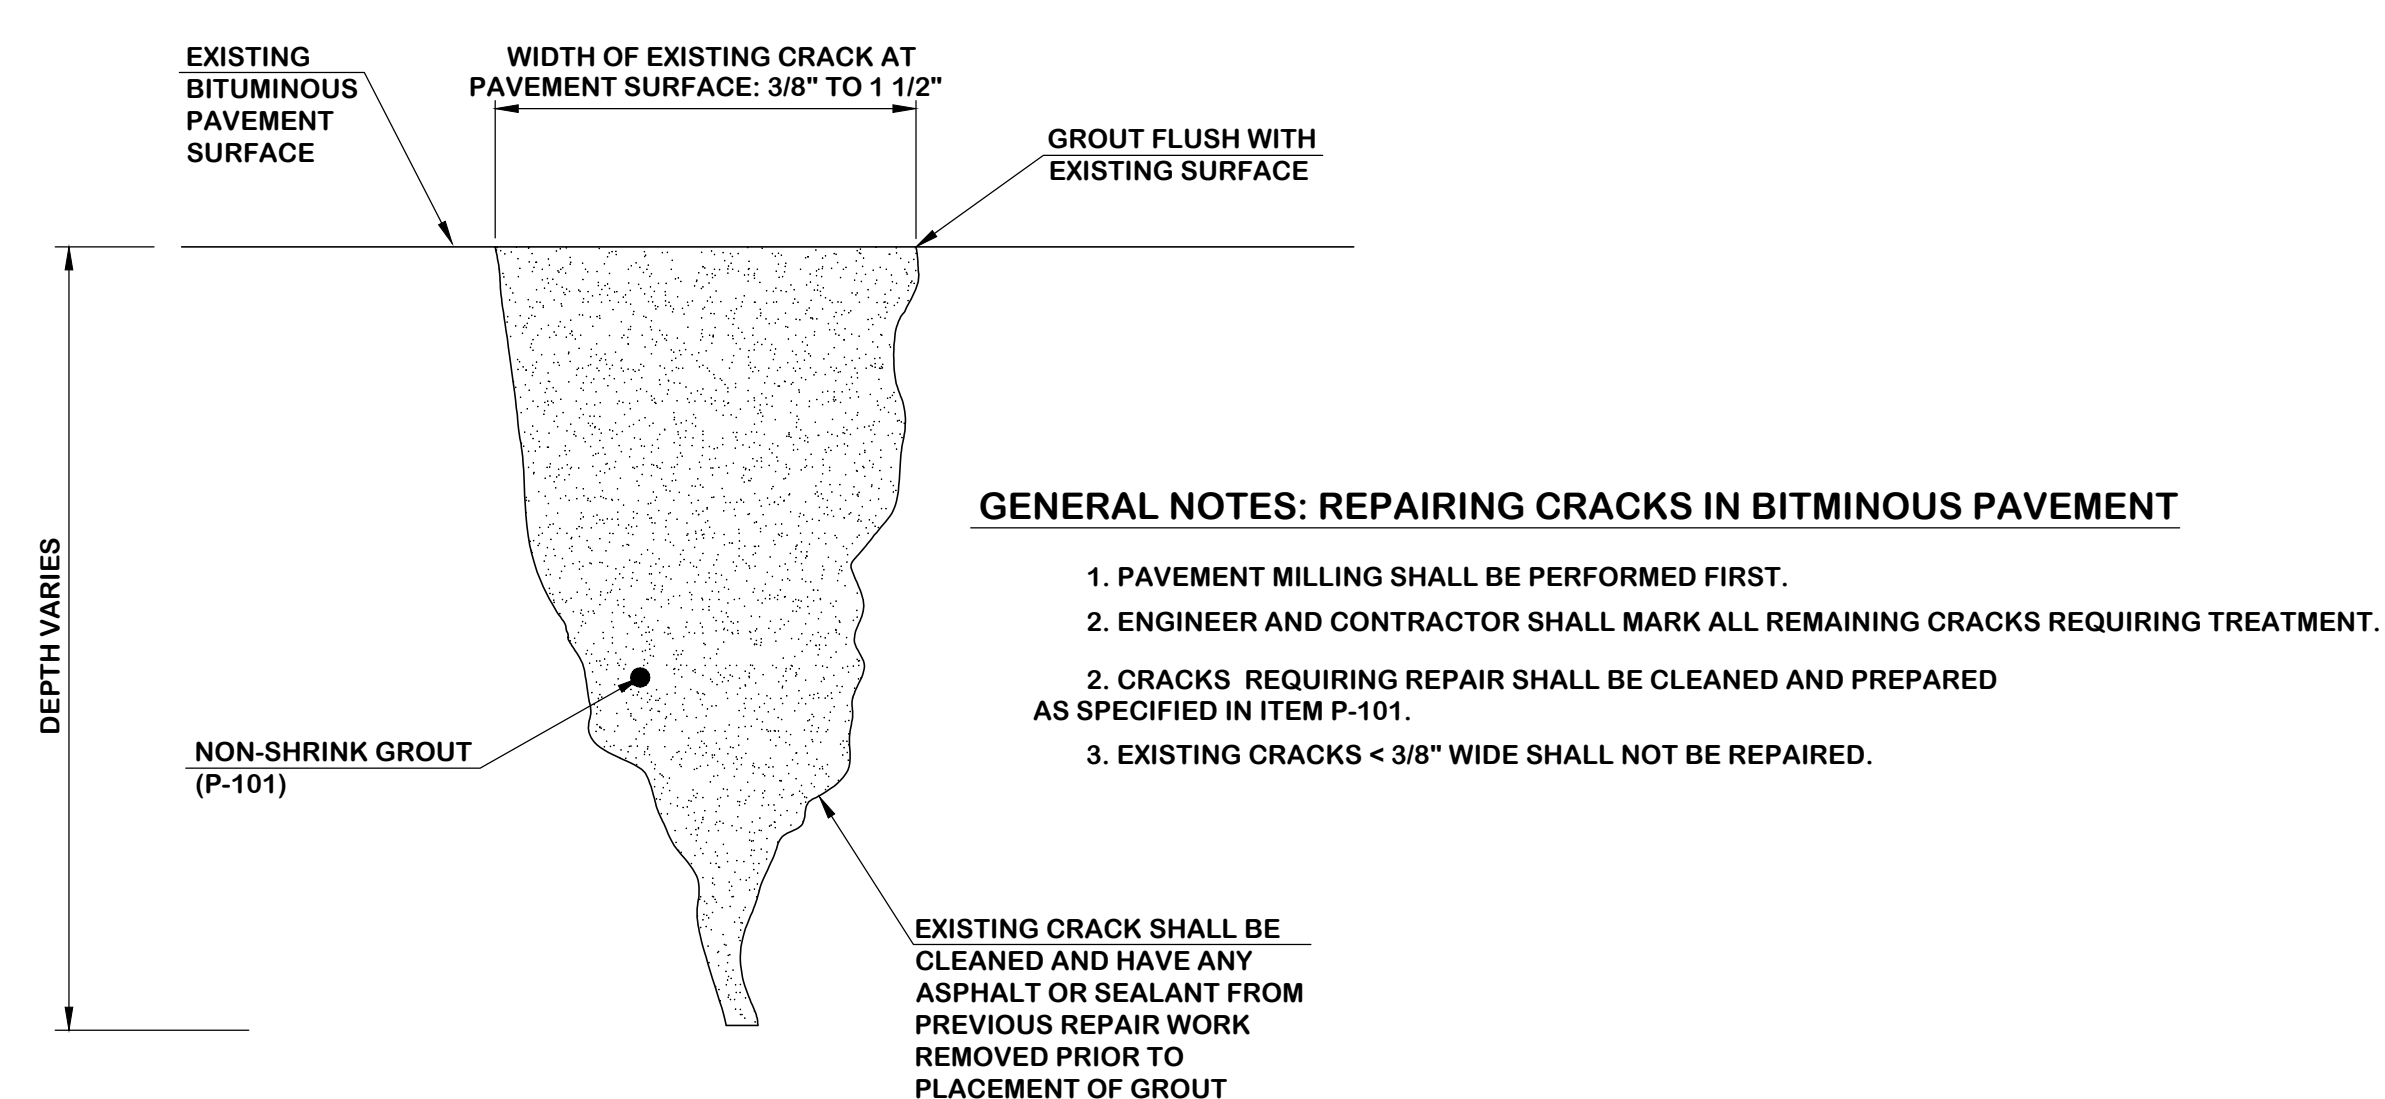 EXISTING
BITUMINOUS
PAVEMENT
SURFACE
WIDTH OF EXISTING CRACK AT
PAVEMENT SURFACE: 3/8" TO 1 1/2"
GROUT FLUSH WITH
EXISTING SURFACE
DEPTH VARIES
NON-SHRINK GROUT
(P-101)
GENERAL NOTES: REPAIRING CRACKS IN BITMINOUS PAVEMENT
1. PAVEMENT MILLING SHALL BE PERFORMED FIRST.
2. ENGINEER AND CONTRACTOR SHALL MARK ALL REMAINING CRACKS REQUIRING TREATMENT.
2. CRACKS  REQUIRING REPAIR SHALL BE CLEANED AND PREPARED
AS SPECIFIED IN ITEM P-101.
3. EXISTING CRACKS < 3/8" WIDE SHALL NOT BE REPAIRED.
EXISTING CRACK SHALL BE
CLEANED AND HAVE ANY
ASPHALT OR SEALANT FROM
PREVIOUS REPAIR WORK
REMOVED PRIOR TO
PLACEMENT OF GROUT